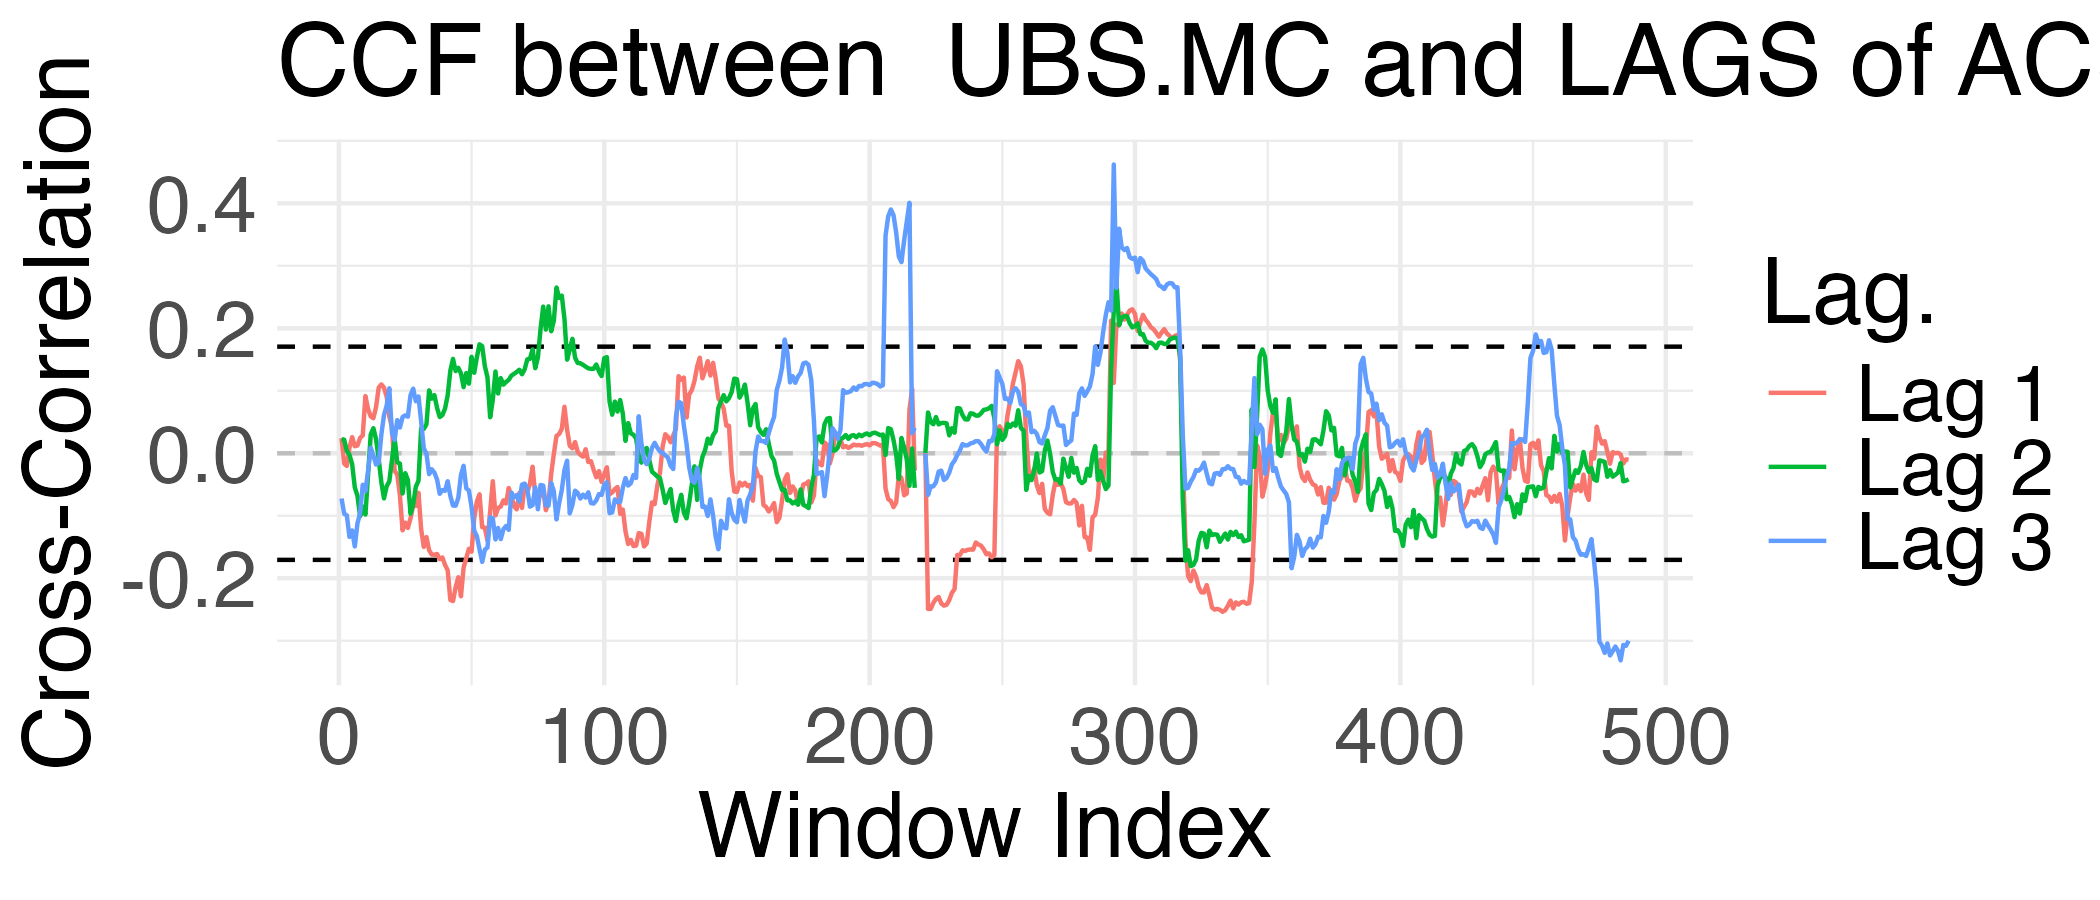 CCF between  UBS.MC and LAGS of AC
Cross-Correlation
0.4
0.2
0.0
-0.2
0 100 200 300 400 500
Window Index
Lag.
Lag 1
Lag 2
Lag 3